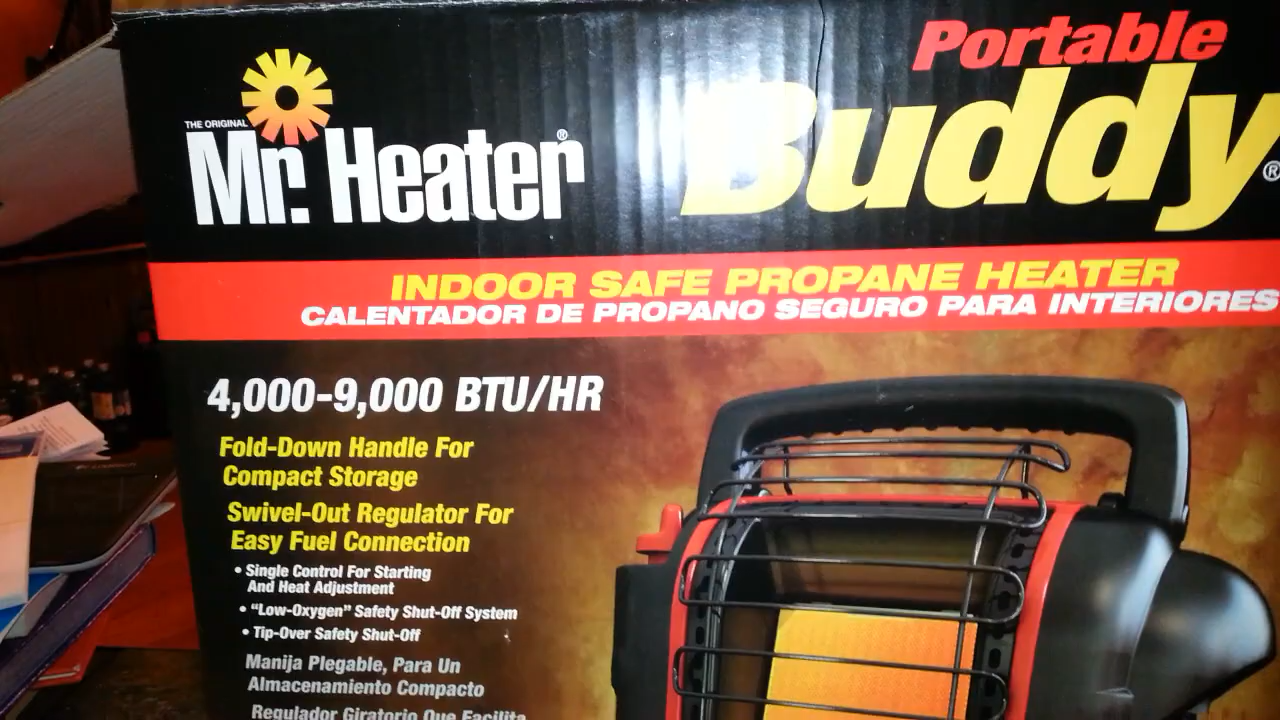 THE ORIGINAL
Mr. Heater®
Portable
Buddy®
INDOOR SAFE PROPANE HEATER
CALENTADOR DE PROPANO SEGURO PARA INTERIORES
4,000-9,000 BTU/HR
Fold-Down Handle For
Compact Storage
Swivel-Out Regulator For
Easy Fuel Connection
• Single Control For Starting
And Heat Adjustment
• "Low-Oxygen" Safety Shut-Off System
• Tip-Over Safety Shut-Off
Manija Plegable, Para Un
Almacenamiento Compacto
Regulador Giratorio Que Facilita